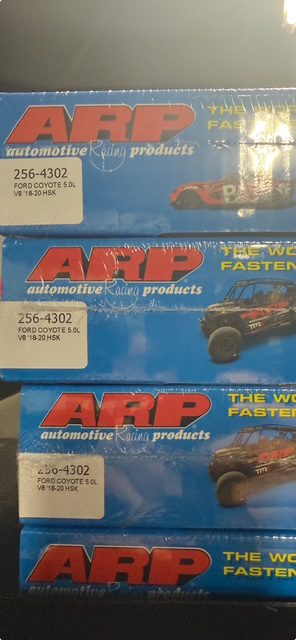 ARP
automotive Racing products
THE WO
FASTE
256-4302
FORD COYOTE 5.0L
V8 '18-20 HSK
ARP
automotive Racing products
THE WO
FASTEN
256-4302
FORD COYOTE 5.0L
V8 '18-20 HSK
ARP
automotive Racing products
THE WO
FASTEN
256-4302
FORD COYOTE 5.0L
V8 '18-20 HSK
ARP
automotive Racing products
THE WO
FASTEN